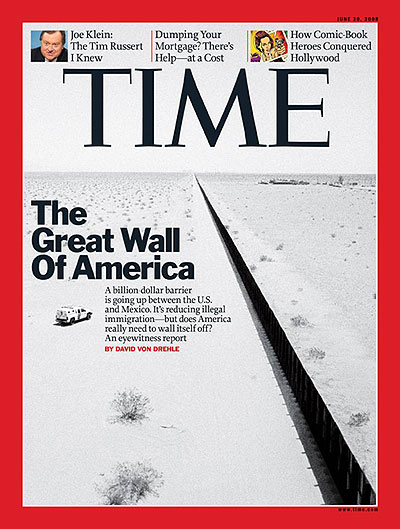 JUNE 30, 2008
Joe Klein:
The Tim Russert
I Knew
Dumping Your
Mortgage? There's
Help—at a Cost
How Comic-Book
Heroes Conquered
Hollywood
TIME
The
Great Wall
Of America
A billion-dollar barrier
is going up between the U.S.
and Mexico. It's reducing illegal
immigration—but does America
really need to wall itself off?
An eyewitness report
BY DAVID VON DREHLE
www.time.com